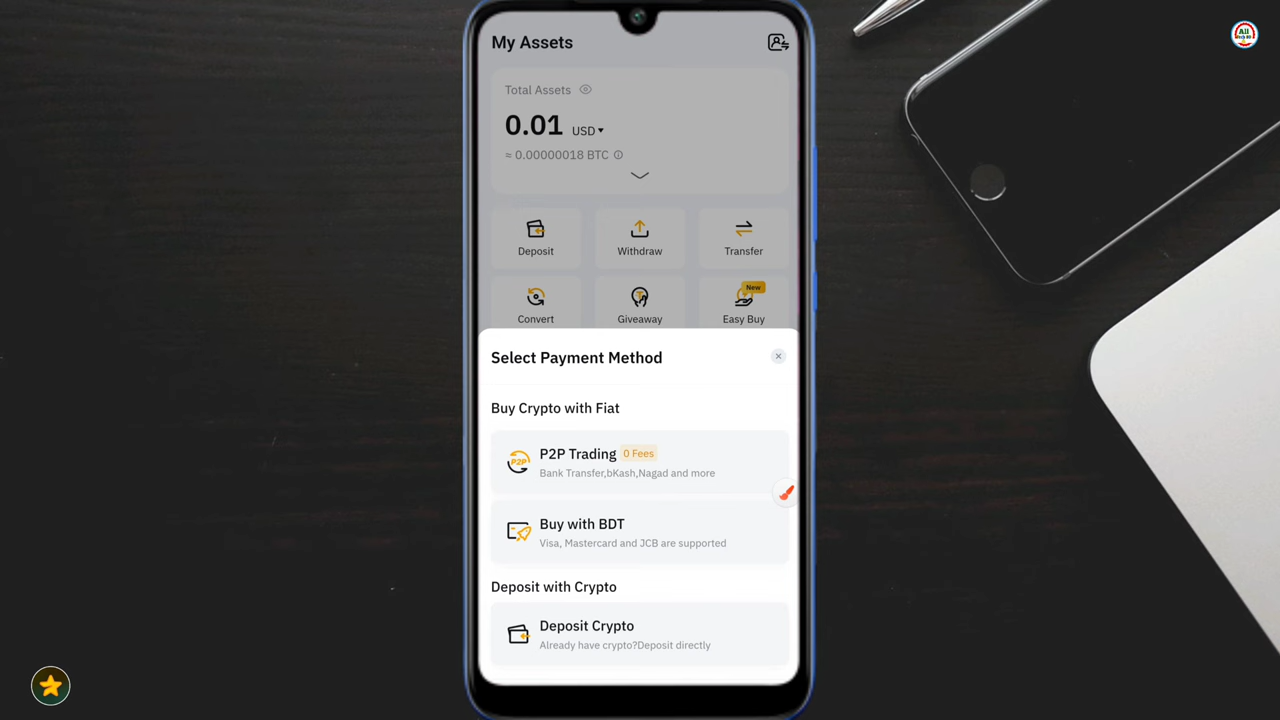 My Assets
Total Assets
0.01 USD
≈ 0.00000018 BTC
Deposit
Withdraw
Transfer
New
Convert
Giveaway
Easy Buy
Select Payment Method
Buy Crypto with Fiat
P2P
P2P Trading 0 Fees
Bank Transfer,bKash,Nagad and more
Buy with BDT
Visa, Mastercard and JCB are supported
Deposit with Crypto
Deposit Crypto
Already have crypto?Deposit directly
All